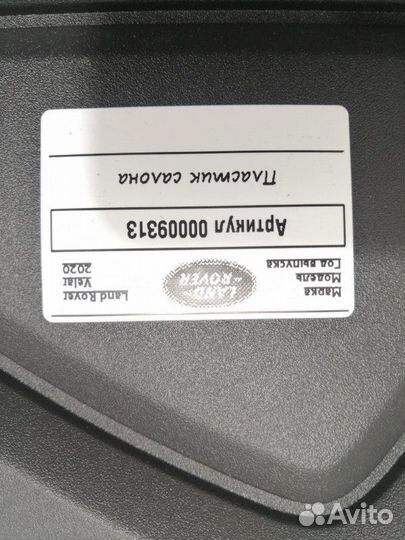 Марка Land Rover
Модель Velar
Год выпуска 2020
LAND
ROVER
Артикул 00009313
Пластик салона
Avito